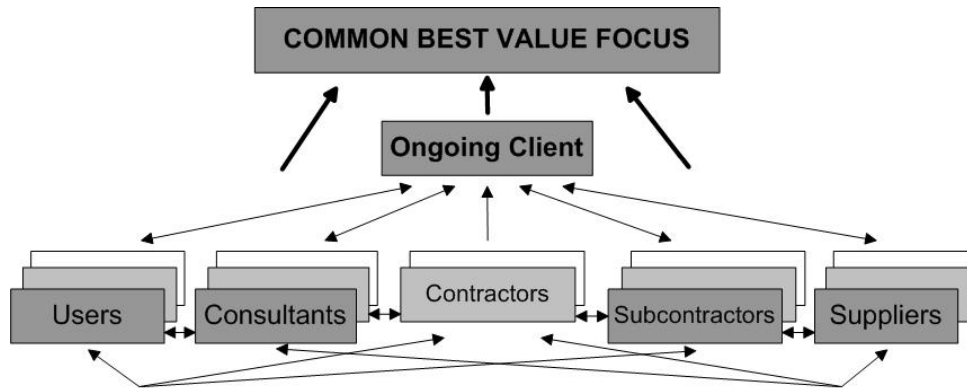 COMMON BEST VALUE FOCUS
Ongoing Client
Users
Consultants
Contractors
Subcontractors
Suppliers